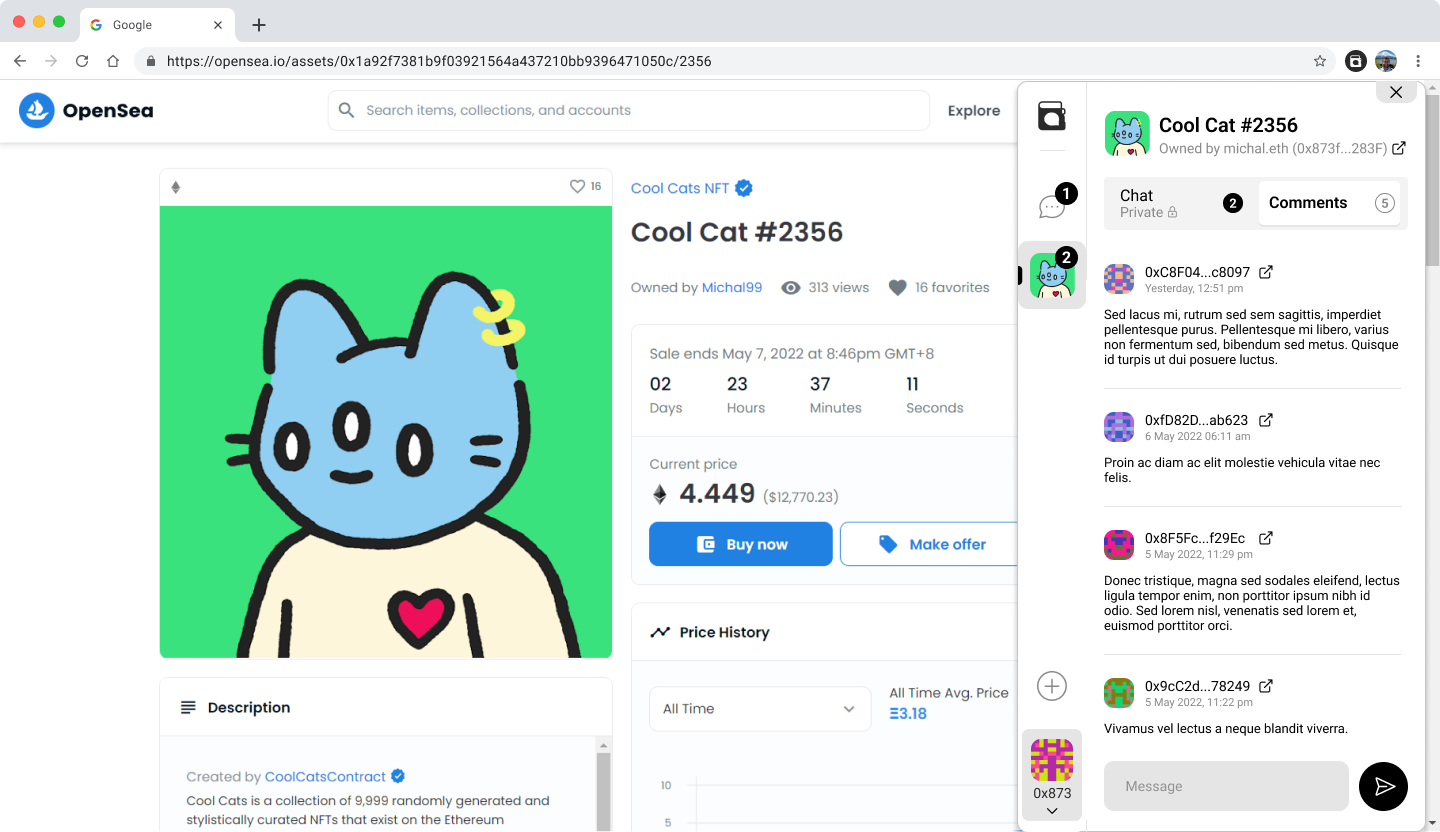 Google
https://opensea.io/assets/0x1a92f7381b9f03921564a437210bb9396471050c/2356
OpenSea
Search items, collections, and accounts
Explore
16
Cool Cats NFT
Cool Cat #2356
Owned by Michal99
313 views
16 favorites
Sale ends May 7, 2022 at 8:46pm GMT+8
02 23 37 11
Days Hours Minutes Seconds
Current price
4.449 ($12,770.23)
Buy now
Make offer
Price History
All Time
All Time Avg. Price
Ξ3.18
10
5
Description
Created by CoolCatsContract
Cool Cats is a collection of 9,999 randomly generated and
stylistically curated NFTs that exist on the Ethereum
1
2
0x873
Cool Cat #2356
Owned by michal.eth (0x873f...283F)
Chat
Private
2
Comments
5
0xC8F04...c8097
Yesterday, 12:51 pm
Sed lacus mi, rutrum sed sem sagittis, imperdiet
pellentesque purus. Pellentesque mi libero, varius
non fermentum sed, bibendum sed metus. Quisque
id turpis ut dui posuere luctus.
0xfD82D...ab623
6 May 2022 06:11 am
Proin ac diam ac elit molestie vehicula vitae nec
felis.
0x8F5Fc...f29Ec
5 May 2022, 11:29 pm
Donec tristique, magna sed sodales eleifend, lectus
ligula tempor enim, non porttitor ipsum nibh id
odio. Sed lorem nisl, venenatis sed lorem et,
euismod porttitor orci.
0x9cC2d...78249
5 May 2022, 11:22 pm
Vivamus vel lectus a neque blandit viverra.
Message